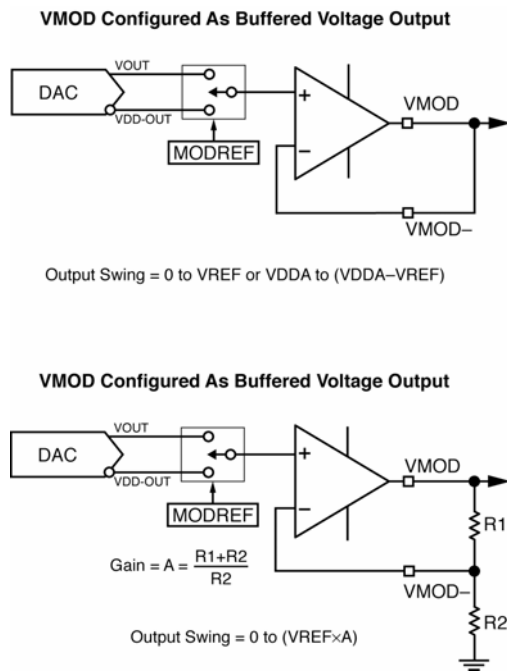 VMOD Configured As Buffered Voltage Output
VOUT
DAC
VDD-OUT
MODREF
+
−
VMOD
VMOD−
Output Swing = 0 to VREF or VDDA to (VDDA−VREF)
VMOD Configured As Buffered Voltage Output
VOUT
DAC
VDD-OUT
MODREF
+
−
VMOD
R1
VMOD−
R2
Gain = A = R1+R2
R2
Output Swing = 0 to (VREF×A)